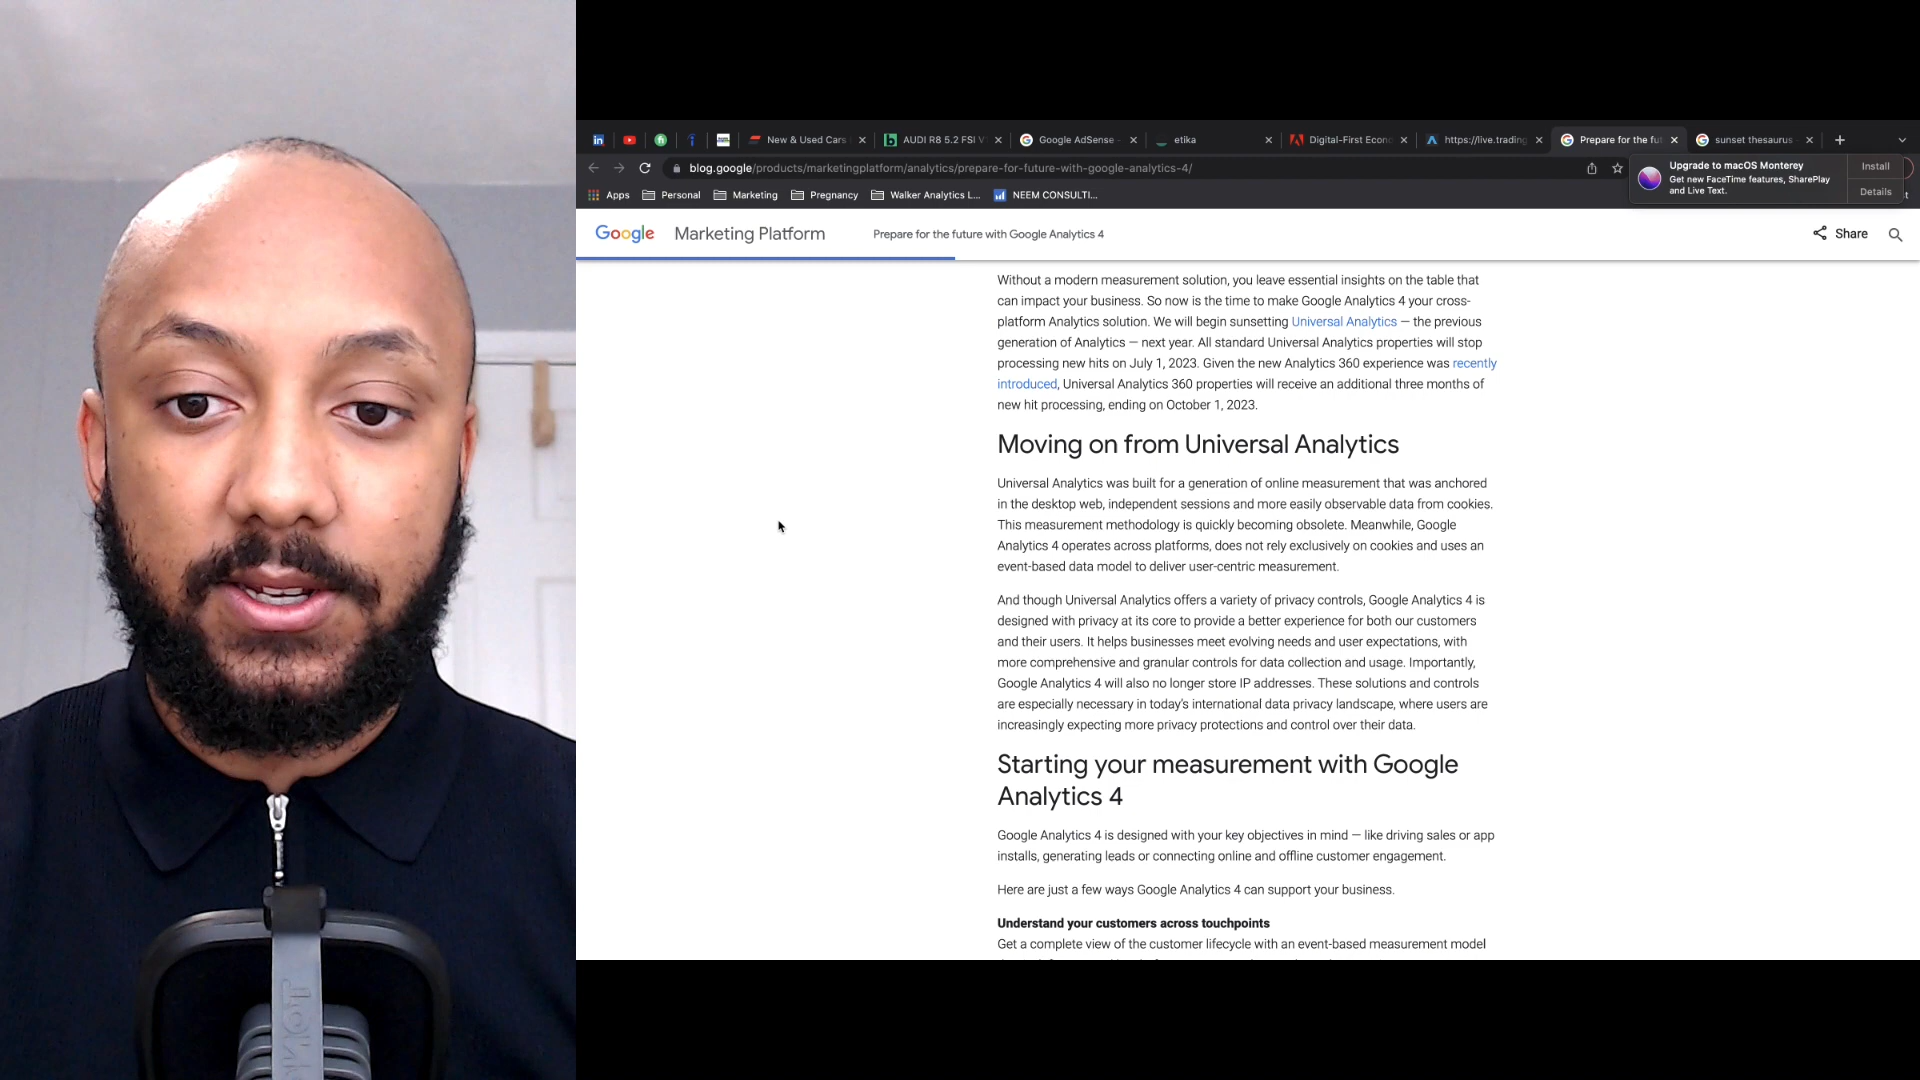 New & Used Cars
AUDI R8 5.2 FSI V
Google AdSense
etika
Digital-First Econ
https://live.trading
Prepare for the fu
sunset thesaurus
blog.google/products/marketingplatform/analytics/prepare-for-future-with-google-analytics-4/
Upgrade to macOS Monterey
Get new FaceTime features, SharePlay
and Live Text.
Install
Details
Apps
Personal
Marketing
Pregnancy
Walker Analytics L...
NEEM CONSULTI...
Google Marketing Platform
Prepare for the future with Google Analytics 4
Share
Without a modern measurement solution, you leave essential insights on the table that
can impact your business. So now is the time to make Google Analytics 4 your cross-
platform Analytics solution. We will begin sunsetting Universal Analytics — the previous
generation of Analytics — next year. All standard Universal Analytics properties will stop
processing new hits on July 1, 2023. Given the new Analytics 360 experience was recently
introduced, Universal Analytics 360 properties will receive an additional three months of
new hit processing, ending on October 1, 2023.
Moving on from Universal Analytics
Universal Analytics was built for a generation of online measurement that was anchored
in the desktop web, independent sessions and more easily observable data from cookies.
This measurement methodology is quickly becoming obsolete. Meanwhile, Google
Analytics 4 operates across platforms, does not rely exclusively on cookies and uses an
event-based data model to deliver user-centric measurement.
And though Universal Analytics offers a variety of privacy controls, Google Analytics 4 is
designed with privacy at its core to provide a better experience for both our customers
and their users. It helps businesses meet evolving needs and user expectations, with
more comprehensive and granular controls for data collection and usage. Importantly,
Google Analytics 4 will also no longer store IP addresses. These solutions and controls
are especially necessary in today's international data privacy landscape, where users are
increasingly expecting more privacy protections and control over their data.
Starting your measurement with Google
Analytics 4
Google Analytics 4 is designed with your key objectives in mind — like driving sales or app
installs, generating leads or connecting online and offline customer engagement.
Here are just a few ways Google Analytics 4 can support your business.
Understand your customers across touchpoints
Get a complete view of the customer lifecycle with an event-based measurement model